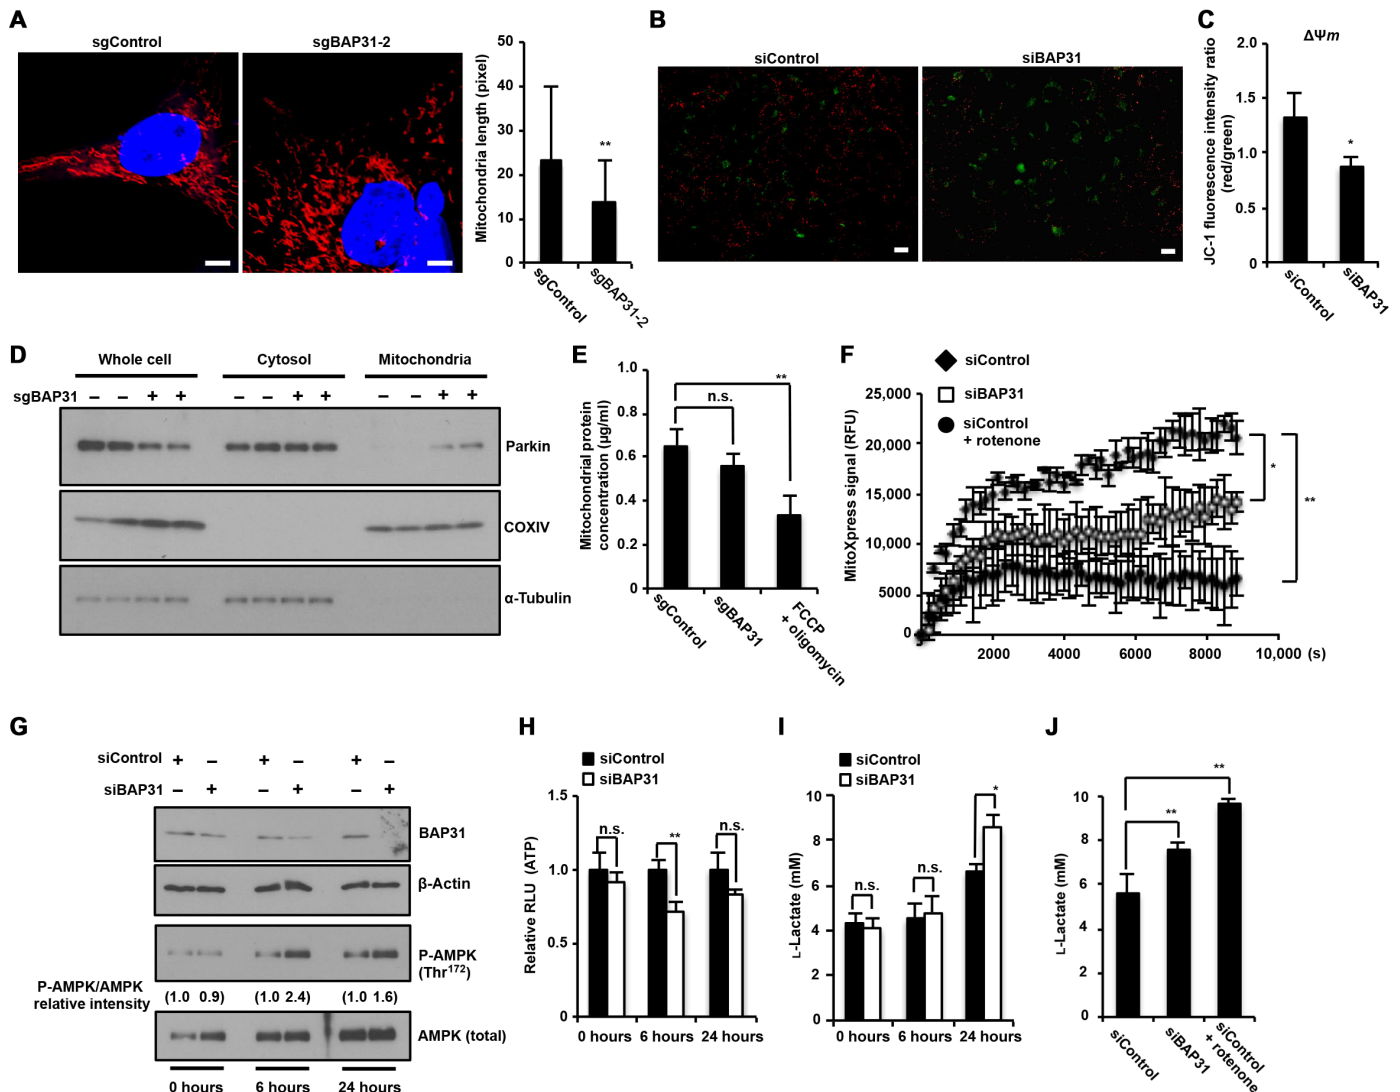 A
sgControl
sgBAP31-2
Mitochondria length (pixel)
50
40
30
20
10
0
sgControl
sgBAP31-2
**
B
siControl
siBAP31
C
ΔΨm
JC-1 fluorescence intensity ratio
(red/green)
2.0
1.5
1.0
0.5
0
*
siControl
siBAP31
D
Whole cell
Cytosol
Mitochondria
sgBAP31 – – + + – – + + – – + +
Parkin
COXIV
α-Tubulin
E
Mitochondrial protein
concentration (µg/ml)
1.0
0.8
0.6
0.4
0.2
0
**
n.s.
sgControl
sgBAP31
FCCP
+ oligomycin
F
siControl
siBAP31
siControl
+ rotenone
MitoXpress signal (RFU)
25,000
20,000
15,000
10,000
5000
0
2000
4000
6000
8000
10,000 (s)
*
**
G
siControl + – + – + –
siBAP31 – + – + – +
BAP31
β-Actin
P-AMPK
(Thr172)
P-AMPK/AMPK
relative intensity
(1.0 0.9) (1.0 2.4) (1.0 1.6)
AMPK (total)
0 hours
6 hours
24 hours
H
siControl
siBAP31
Relative RLU (ATP)
1.5
1.0
0.5
0
n.s.
**
n.s.
0 hours
6 hours
24 hours
I
siControl
siBAP31
L-Lactate (mM)
10
8
6
4
2
0
n.s.
n.s.
*
0 hours
6 hours
24 hours
J
L-Lactate (mM)
10
8
6
4
2
0
**
**
siControl
siBAP31
siControl
+ rotenone